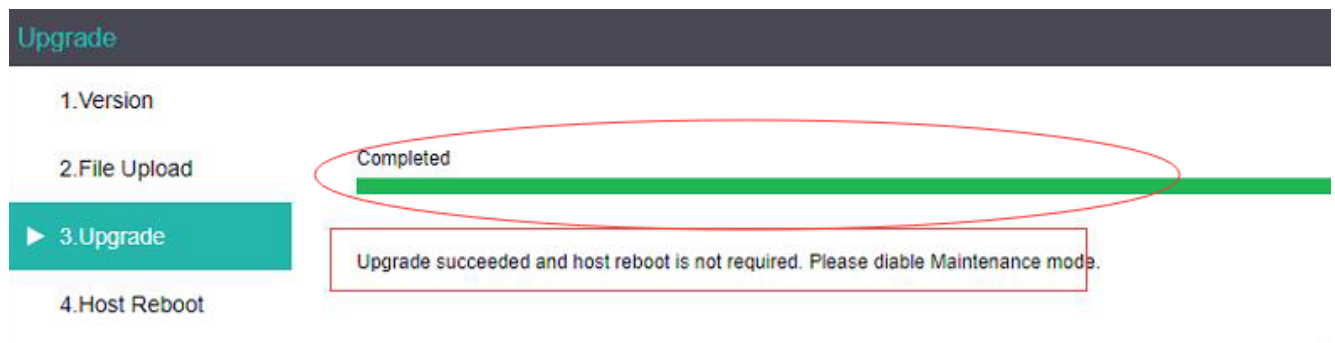 Upgrade
1.Version
2.File Upload
3.Upgrade
4.Host Reboot
Completed
Upgrade succeeded and host reboot is not required. Please diable Maintenance mode.